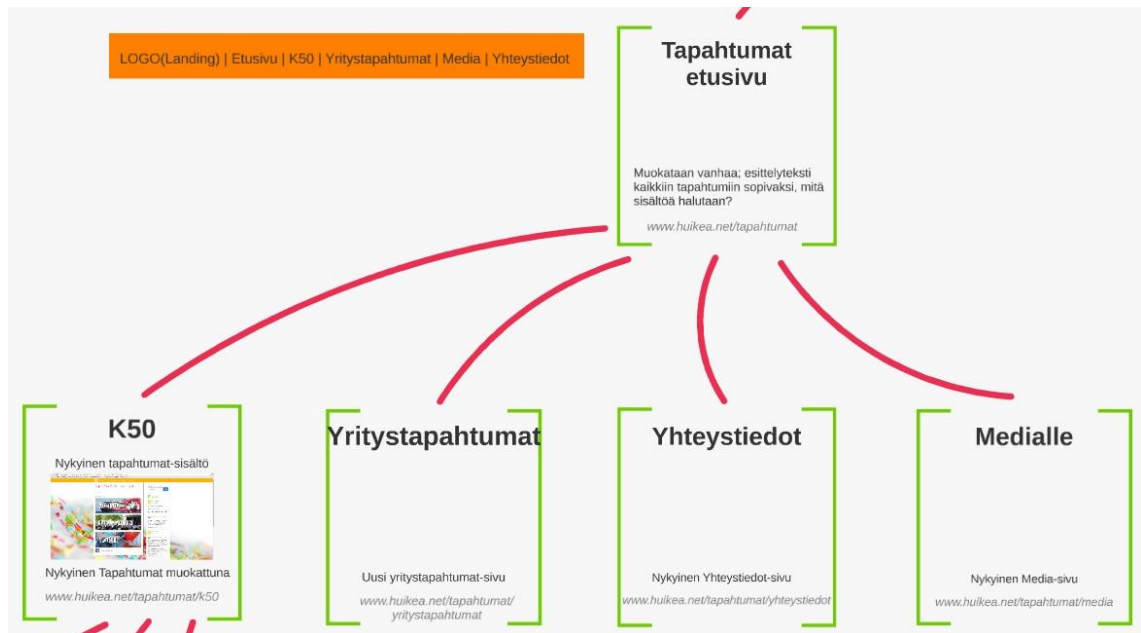 LOGO(Landing) | Etusivu | K50 | Yritystapahtumat | Media | Yhteystiedot
Tapahtumat
etusivu
Muokataan vanhaa; esittelyteksti
kaikkiin tapahtumiin sopivaksi, mitä
sisältöä halutaan?
www.huikea.net/tapahtumat
K50
Nykyinen tapahtumat-sisältö
Nykyinen Tapahtumat muokattuna
www.huikea.net/tapahtumat/k50
Yritystapahtumat
Uusi yritystapahtumat-sivu
www.huikea.net/tapahtumat/
yritystapahtumat
Yhteystiedot
Nykyinen Yhteystiedot-sivu
www.huikea.net/tapahtumat/yhteystiedot
Medialle
Nykyinen Media-sivu
www.huikea.net/tapahtumat/media